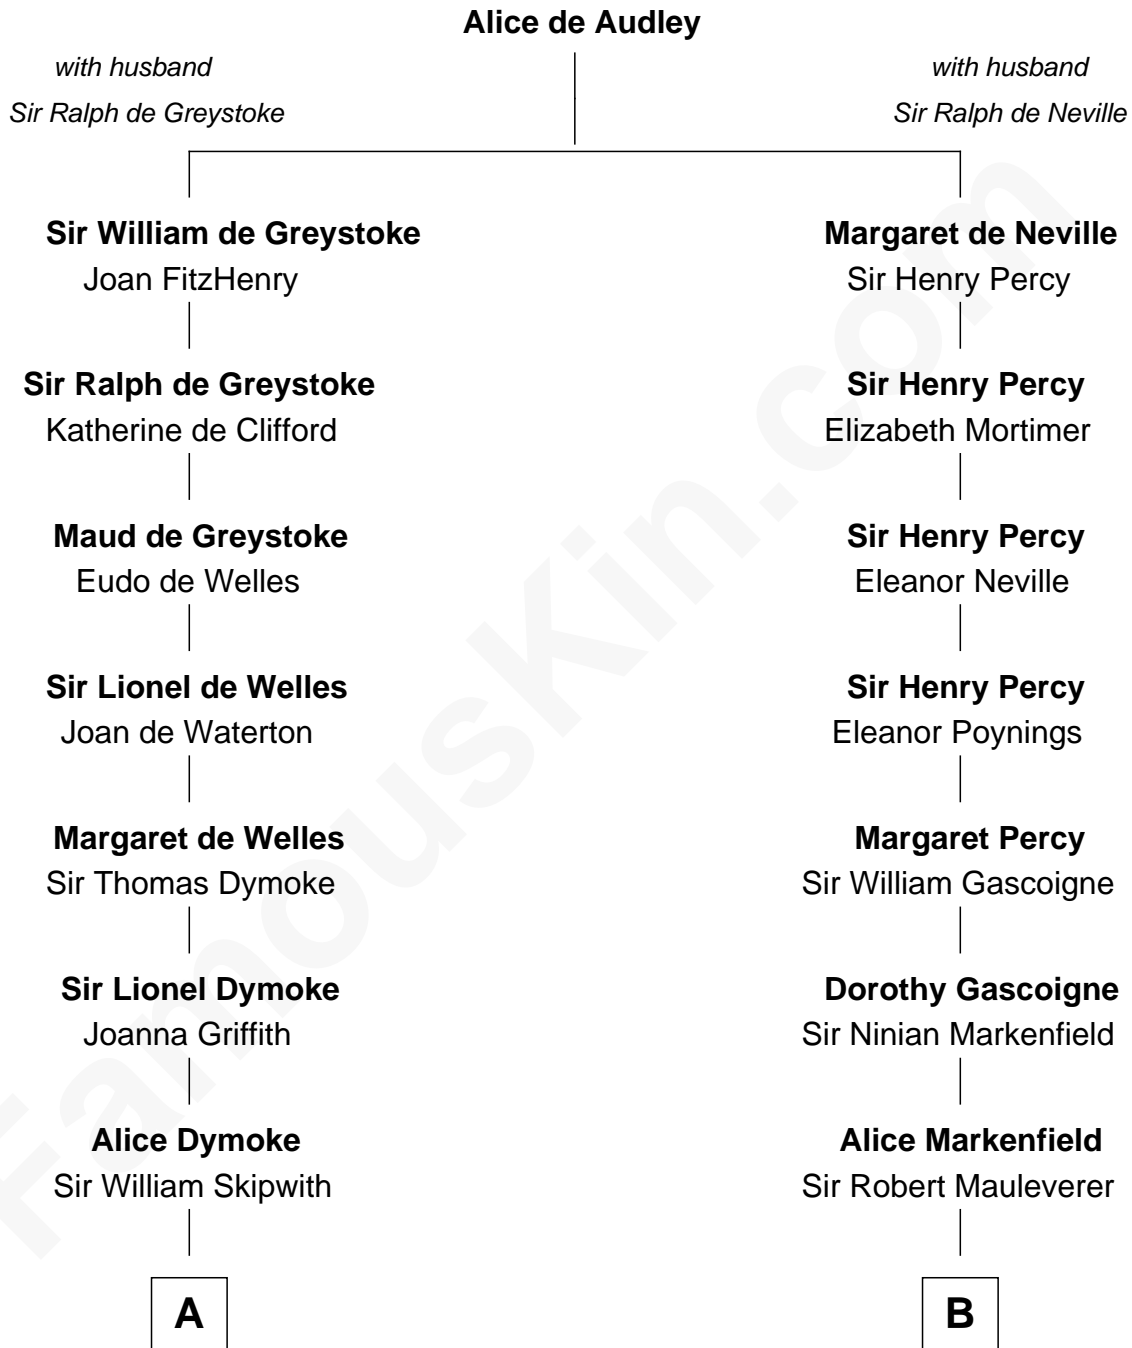 Alice de Audley
with husband
Sir Ralph de Greystoke
with husband
Sir Ralph de Neville
Sir William de Greystoke
Joan FitzHenry
Margaret de Neville
Sir Henry Percy
Sir Ralph de Greystoke
Katherine de Clifford
Sir Henry Percy
Elizabeth Mortimer
Maud de Greystoke
Eudo de Welles
Sir Henry Percy
Eleanor Neville
Sir Lionel de Welles
Joan de Waterton
Sir Henry Percy
Eleanor Poynings
Margaret de Welles
Sir Thomas Dymoke
Margaret Percy
Sir William Gascoigne
Sir Lionel Dymoke
Joanna Griffith
Dorothy Gascoigne
Sir Ninian Markenfield
Alice Dymoke
Sir William Skipwith
Alice Markenfield
Sir Robert Mauleverer
A
B
FamousKin.com